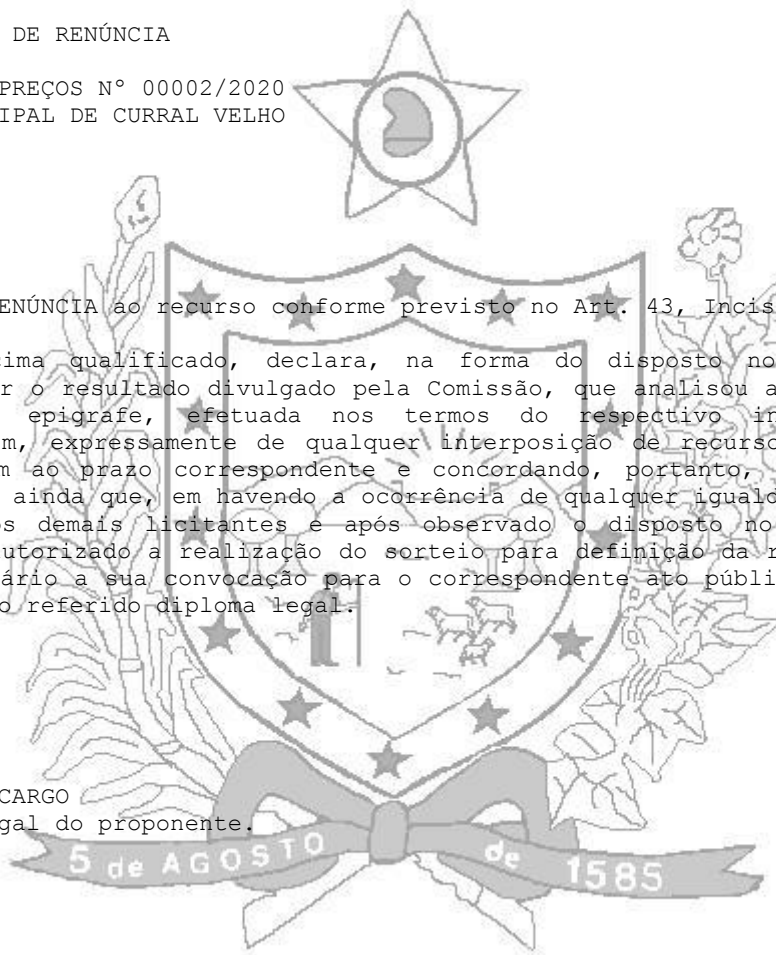 DE RENÚNCIA
PREÇOS Nº 00002/2020
IPAL DE CURRAL VELHO
ENÚNCIA ao recurso conforme previsto no Art. 43, Incis
cima qualificado, declara, na forma do disposto no
r o resultado divulgado pela Comissão, que analisou a
epigrafe, efetuada nos termos do respectivo in
m, expressamente de qualquer interposição de recurso
m ao prazo correspondente e concordando, portanto,
ainda que, em havendo a ocorrência de qualquer iguald
os demais licitantes e após observado o disposto no
utorizado a realização do sorteio para definição da r
ário a sua convocação para o correspondente ato públi
o referido diploma legal.
CARGO
gal do proponente.
5 de AGOSTO de 1585